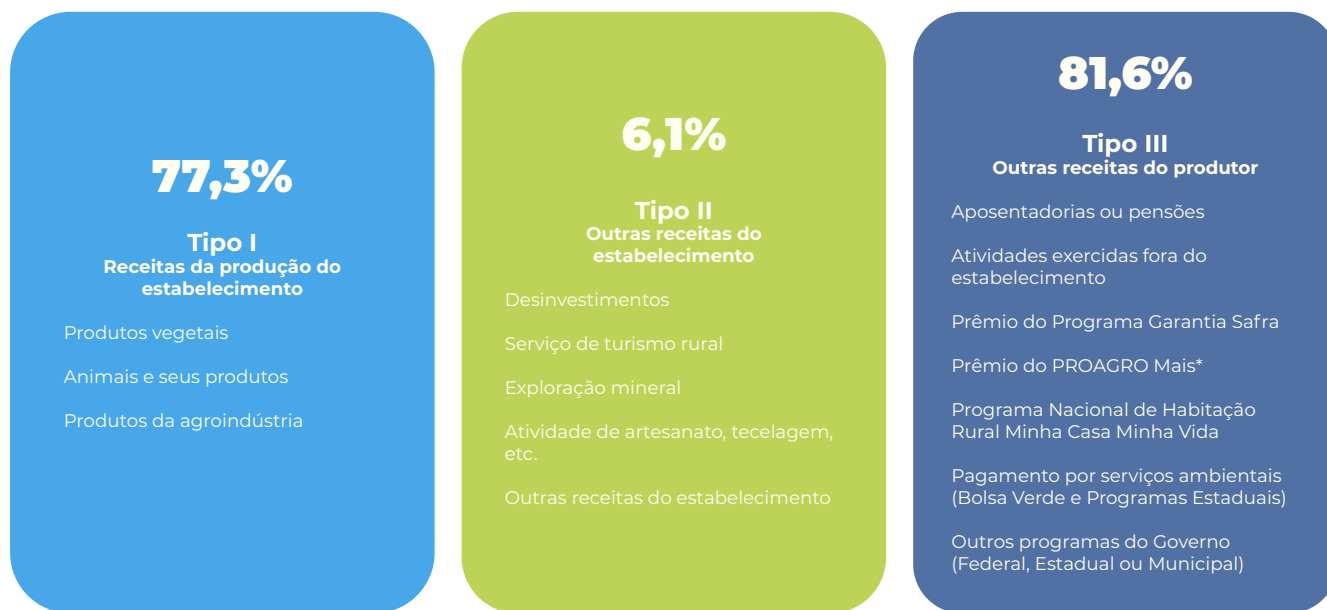 77,3%
Tipo I
Receitas da produção do
estabelecimento
Produtos vegetais
Animais e seus produtos
Produtos da agroindústria
6,1%
Tipo II
Outras receitas do
estabelecimento
Desinvestimentos
Serviço de turismo rural
Exploração mineral
Atividade de artesanato, tecelagem,
etc.
Outras receitas do estabelecimento
81,6%
Tipo III
Outras receitas do produtor
Aposentadorias ou pensões
Atividades exercidas fora do
estabelecimento
Prêmio do Programa Garantia Safra
Prêmio do PROAGRO Mais*
Programa Nacional de Habitação
Rural Minha Casa Minha Vida
Pagamento por serviços ambientais
(Bolsa Verde e Programas Estaduais)
Outros programas do Governo
(Federal, Estadual ou Municipal)